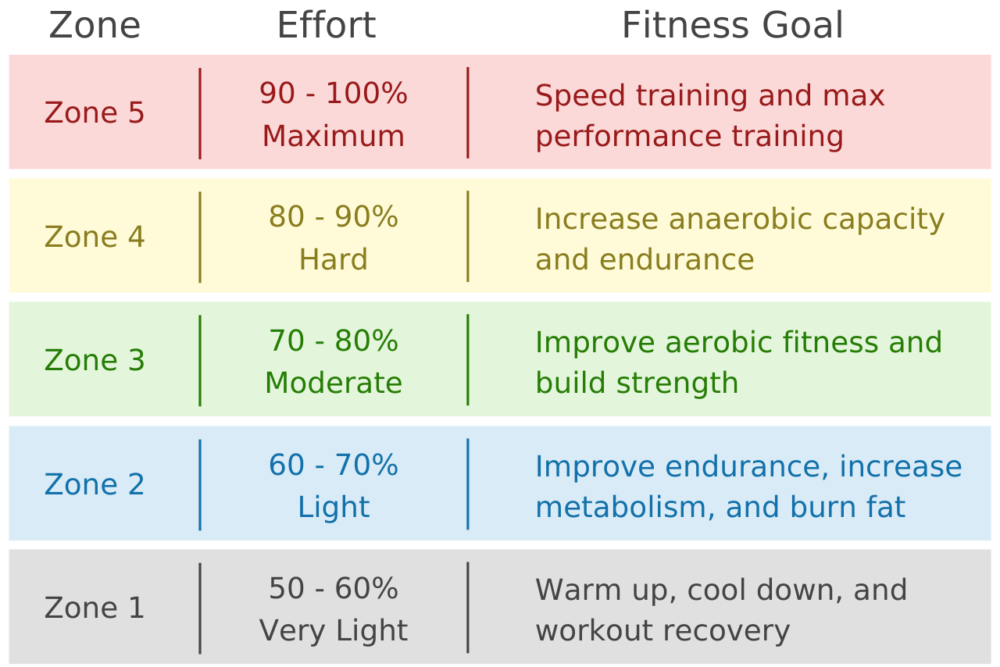 Zone Effort Fitness Goal
Zone 5
90 - 100%
Maximum
Speed training and max
performance training
Zone 4
80 - 90%
Hard
Increase anaerobic capacity
and endurance
Zone 3
70 - 80%
Moderate
Improve aerobic fitness and
build strength
Zone 2
60 - 70%
Light
Improve endurance, increase
metabolism, and burn fat
Zone 1
50 - 60%
Very Light
Warm up, cool down, and
workout recovery